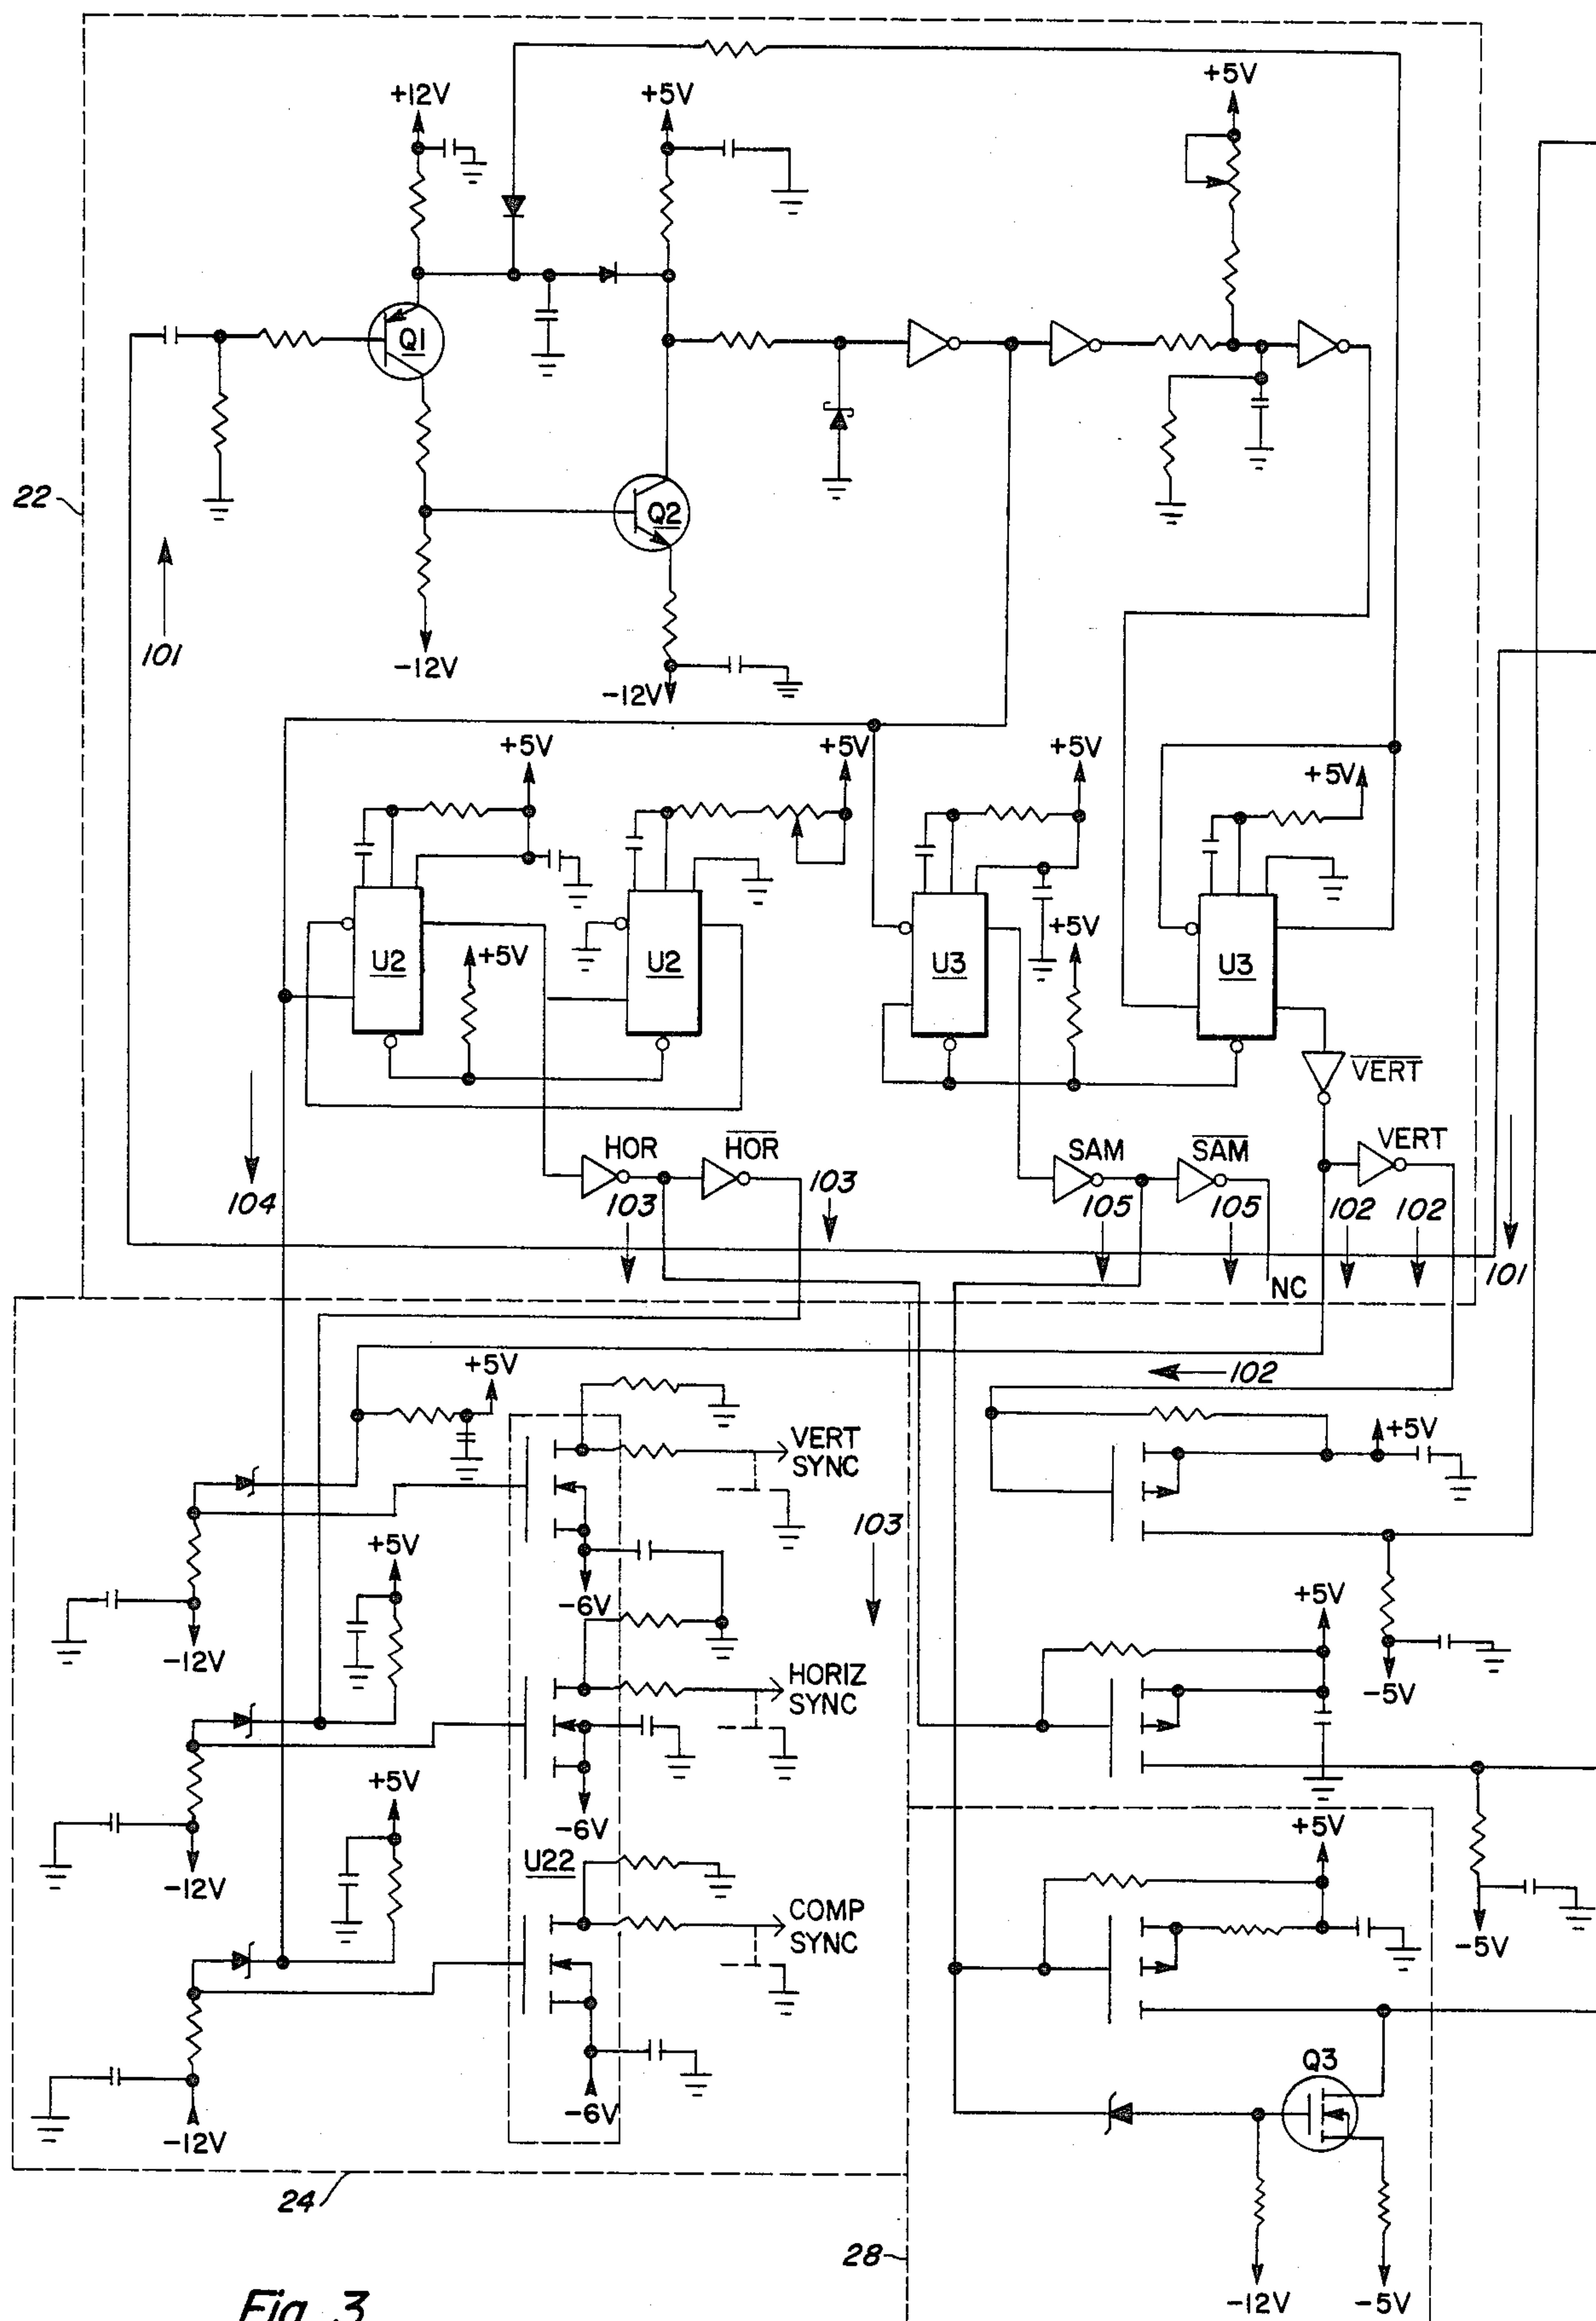 +12V
+5V
+5V
Q1
Q2
22
101
-12V
-12V
+5V
+5V
+5V
+5V
U2
+5V
U2
U3
+5V
U3
VERT
HOR
HOR
SAM
SAM
VERT
104
103
103
105
105
102
102
101
NC
+5V
102
+5V
VERT
SYNC
103
+5V
-6V
+5V
-12V
HORIZ
SYNC
-5V
+5V
-6V
+5V
-12V
U22
COMP
SYNC
-5V
Q3
-6V
-12V
24
28
-12V
-5V
Fig. 3